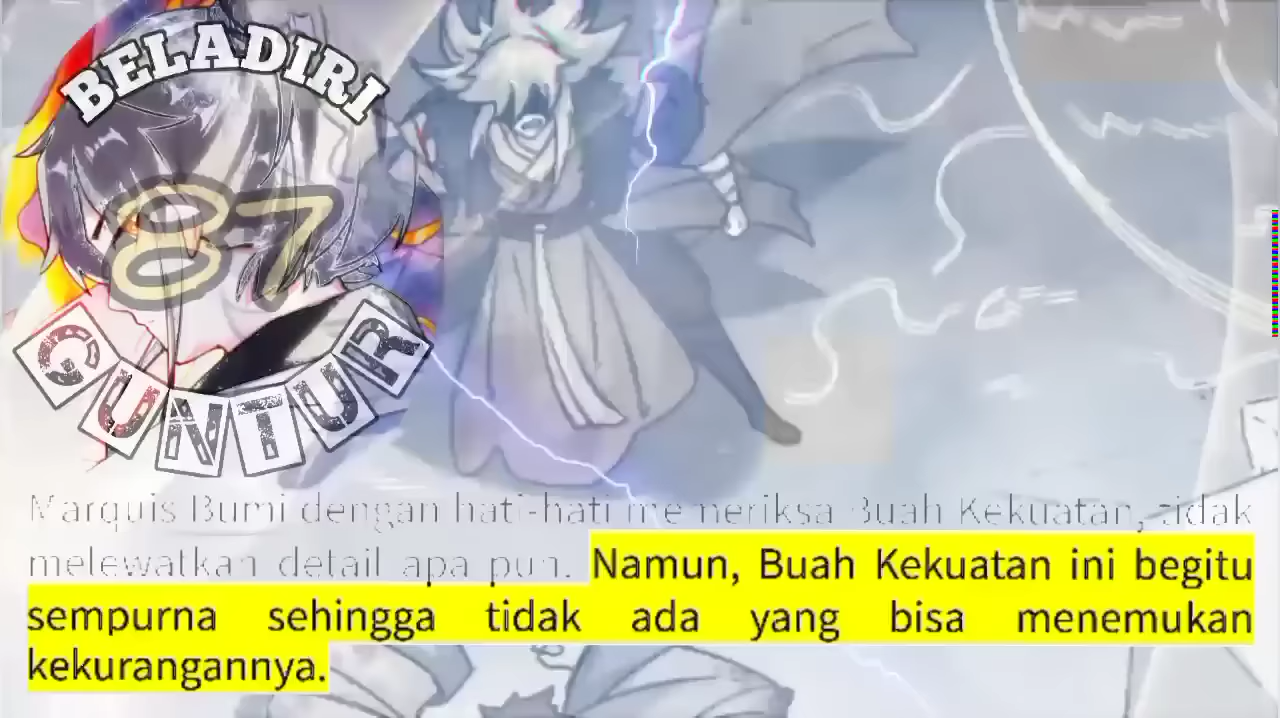 BELADIRI
87
GUNTUR
Marquis Bumi dengan hati-hati memeriksa Buah Kekuatan, tidak
melewatkan detail apa pun. Namun, Buah Kekuatan ini begitu
sempurna sehingga tidak ada yang bisa menemukan
kekurangannya.